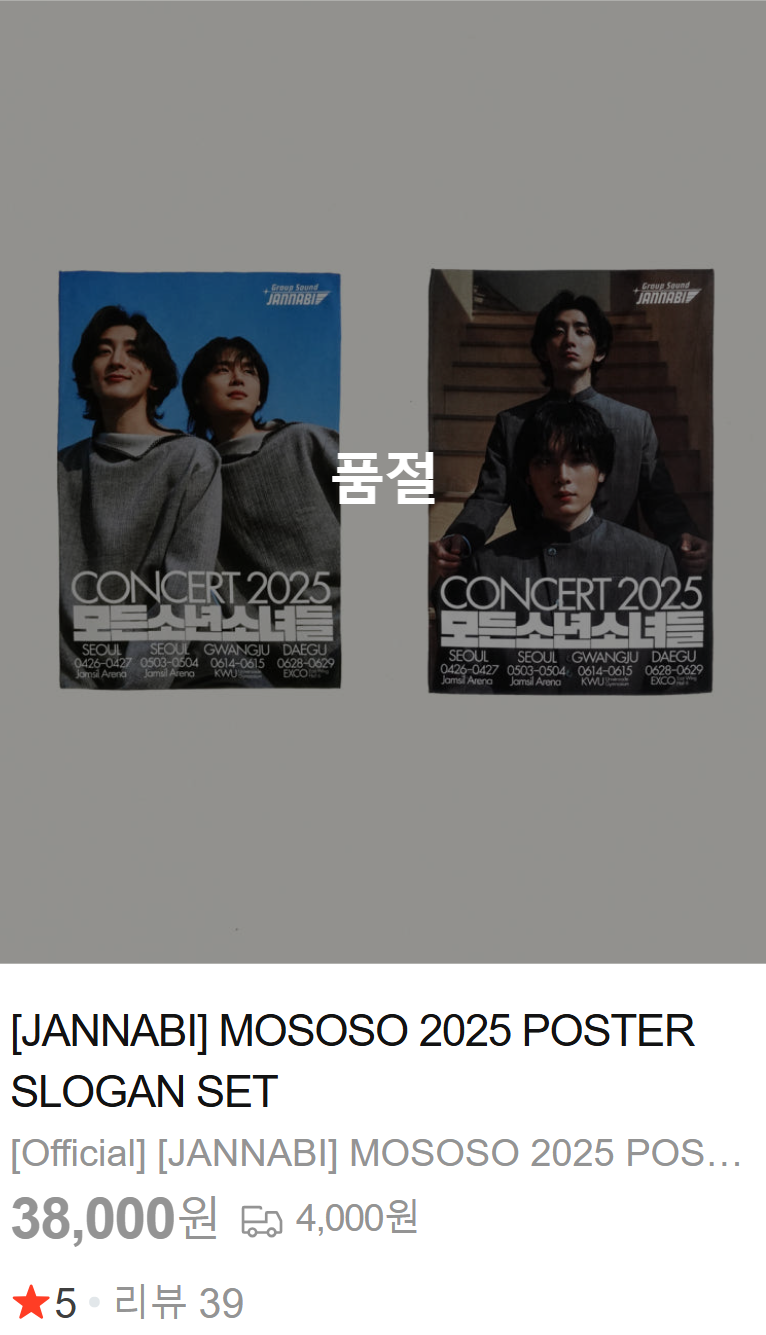 Group Sound
JANNABI
CONCERT 2025
모든소년소녀들
SEOUL SEOUL GWANGJU DAEGU
0426–0427 0503–0504 0614–0615 0628–0629
Jamsil Arena Jamsil Arena KWU EXCO
Group Sound
JANNABI
CONCERT 2025
모든소년소녀들
SEOUL SEOUL GWANGJU DAEGU
0426–0427 0503–0504 0614–0615 0628–0629
Jamsil Arena Jamsil Arena KWU EXCO
품절
[JANNABI] MOSOSO 2025 POSTER
SLOGAN SET
[Official] [JANNABI] MOSOSO 2025 POS…
38,000원 4,000원
5 • 리뷰 39